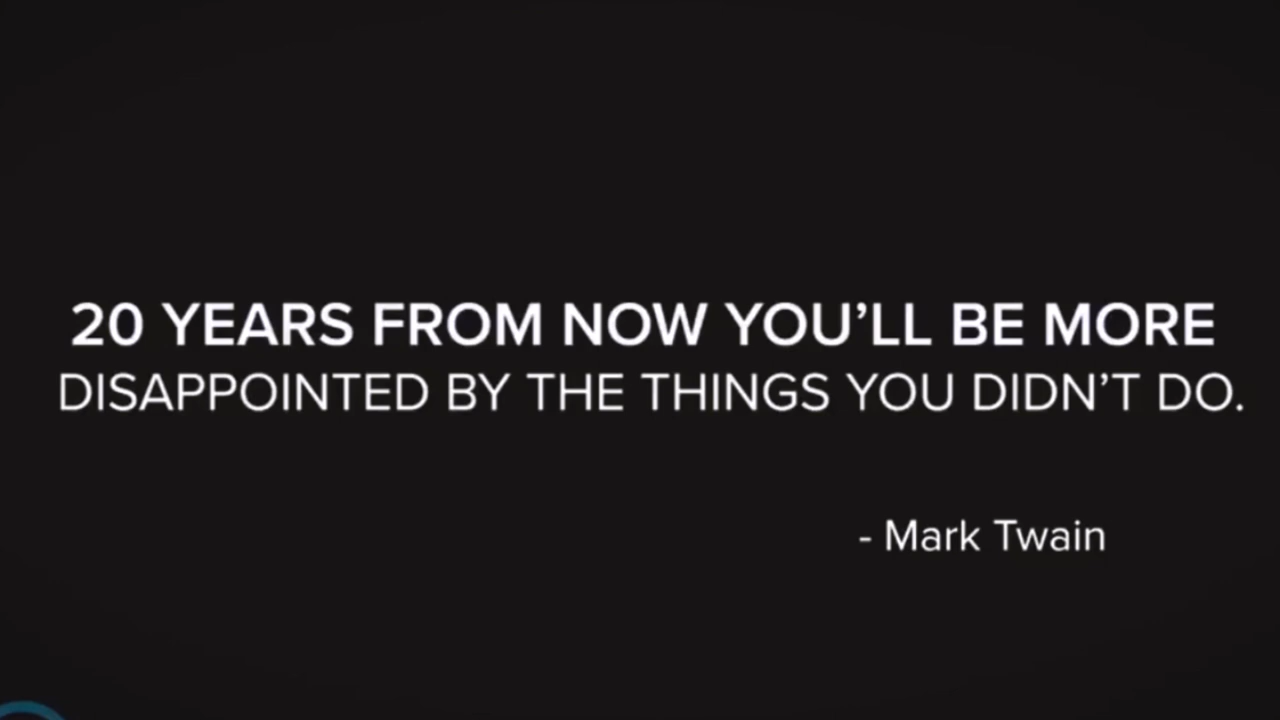 20 YEARS FROM NOW YOU’LL BE MORE
DISAPPOINTED BY THE THINGS YOU DIDN’T DO.
- Mark Twain